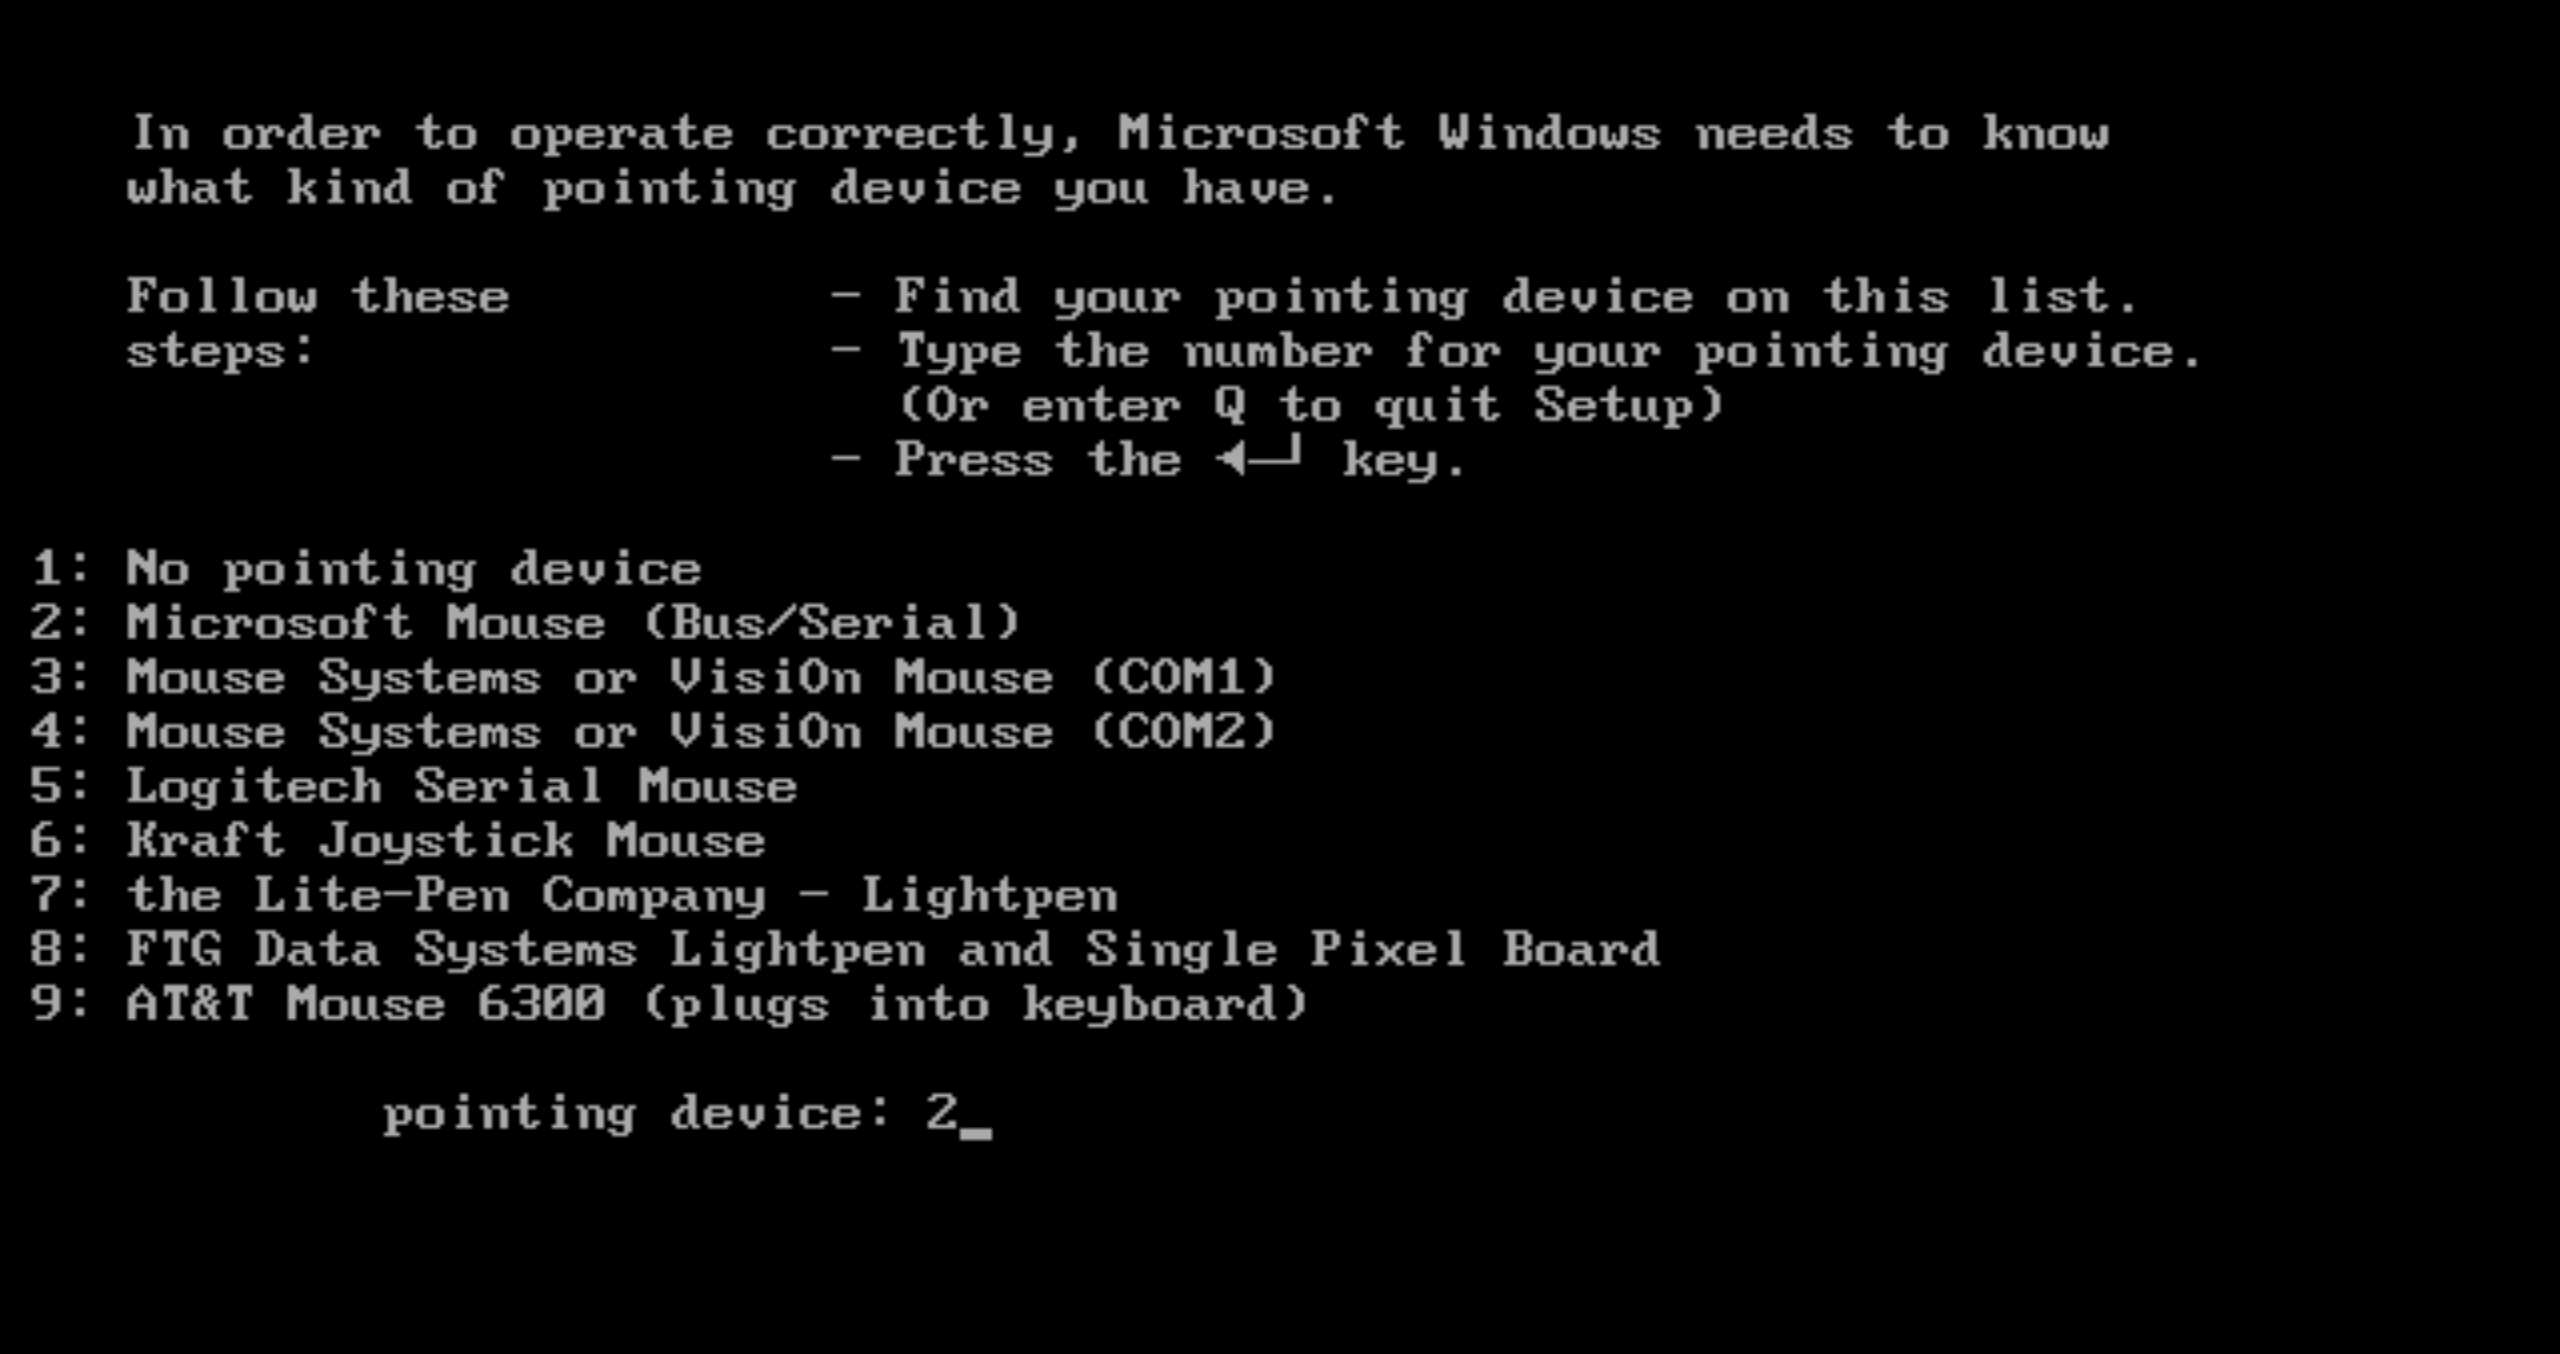 In order to operate correctly, Microsoft Windows needs to know
what kind of pointing device you have.
Follow these - Find your pointing device on this list.
steps: - Type the number for your pointing device.
(Or enter Q to quit Setup)
- Press the ◄─┘ key.
1: No pointing device
2: Microsoft Mouse (Bus/Serial)
3: Mouse Systems or VisiOn Mouse (COM1)
4: Mouse Systems or VisiOn Mouse (COM2)
5: Logitech Serial Mouse
6: Kraft Joystick Mouse
7: the Lite-Pen Company - Lightpen
8: FTG Data Systems Lightpen and Single Pixel Board
9: AT&T Mouse 6300 (plugs into keyboard)
pointing device: 2_